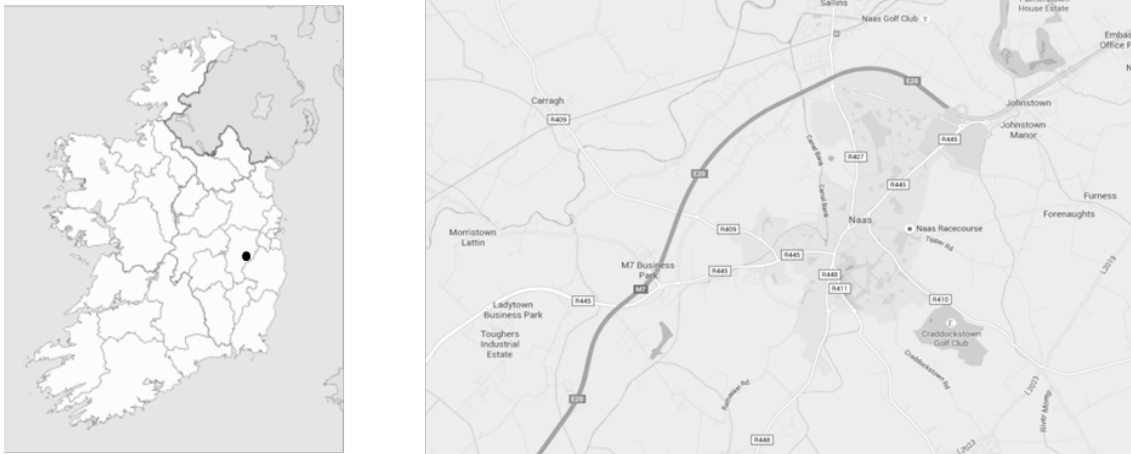 Sallins
Naas Golf Club
Palmerstown
House Estate
Embas
Office P
N
E20
Carragh
R409
Johnstown
Johnstown
Manor
R445
Canal Bank
R407
E20
R445
Canal Bank
Furness
Forenaughts
Naas
Naas Racecourse
Tipper Rd
R409
Morristown
Lattin
R445
M7 Business
Park
R445
L2019
M7
R448
R411
R445
Ladytown
Business Park
R410
Toughers
Industrial
Estate
Craddockstown
Golf Club
Craddockstown Rd
E20
L2023
River Morrell
R448
L2012